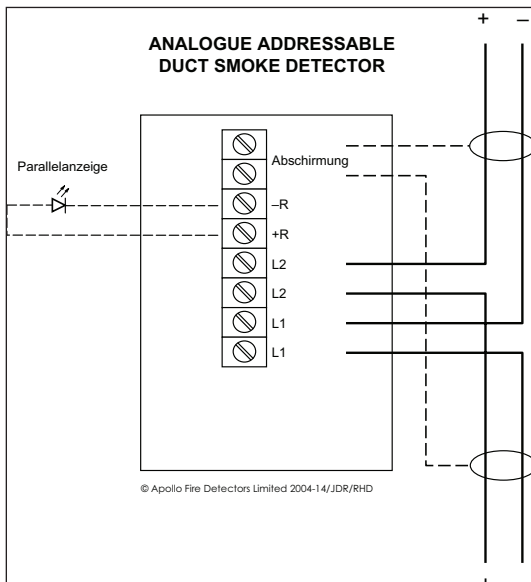 + –
ANALOGUE ADDRESSABLE
DUCT SMOKE DETECTOR
Parallelanzeige
Abschirmung
–R
+R
L2
L2
L1
L1
© Apollo Fire Detectors Limited 2004-14/JDR/RHD